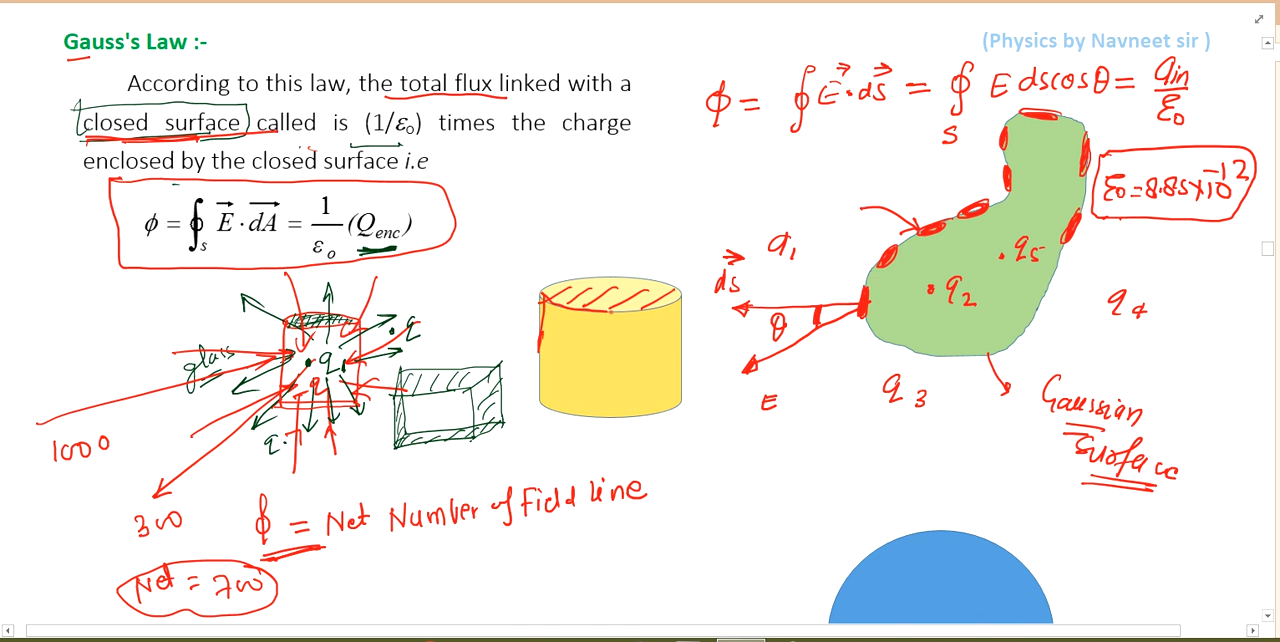 Gauss's Law :-
(Physics by Navneet sir )
According to this law, the total flux linked with a
closed surface called is (1/ε₀) times the charge
enclosed by the closed surface i.e
ϕ = ∮ₛ E⃗ · dA⃗ = 1/ε₀ (Qₑₙ꜀)
ϕ = ∮ E⃗ · ds⃗ = ∮ E ds cosθ = qin/ε₀
S
ε₀ = 8.85×10⁻¹²
q1
q5
q2
ds⃗
θ
E
q4
q3
Gaussian
Surface
glass
q
q
q
q
1000
300
ϕ = Net Number of Field line
Net = 700